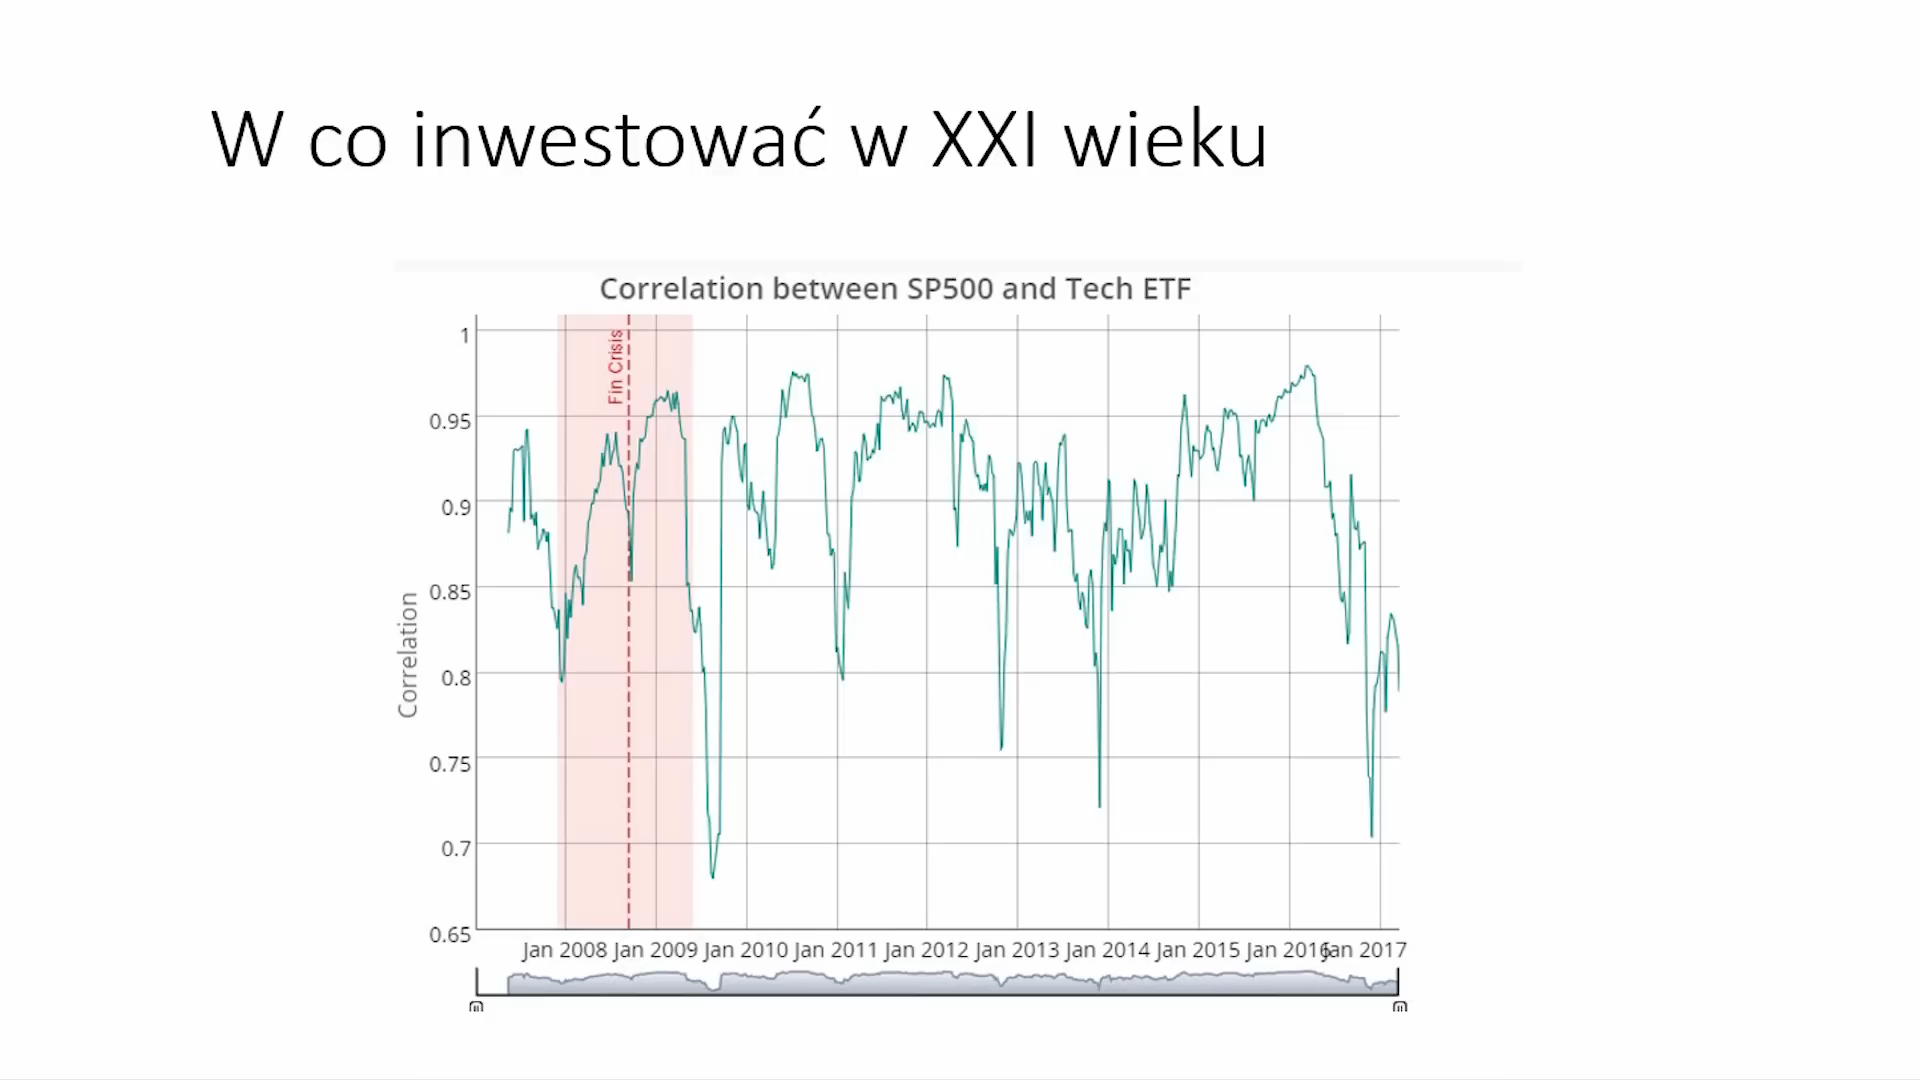 W co inwestować w XXI wieku
Correlation between SP500 and Tech ETF
Fin Crisis
1
0.95
0.9
0.85
0.8
0.75
0.7
0.65
Correlation
Jan 2008 Jan 2009 Jan 2010 Jan 2011 Jan 2012 Jan 2013 Jan 2014 Jan 2015 Jan 2016 Jan 2017